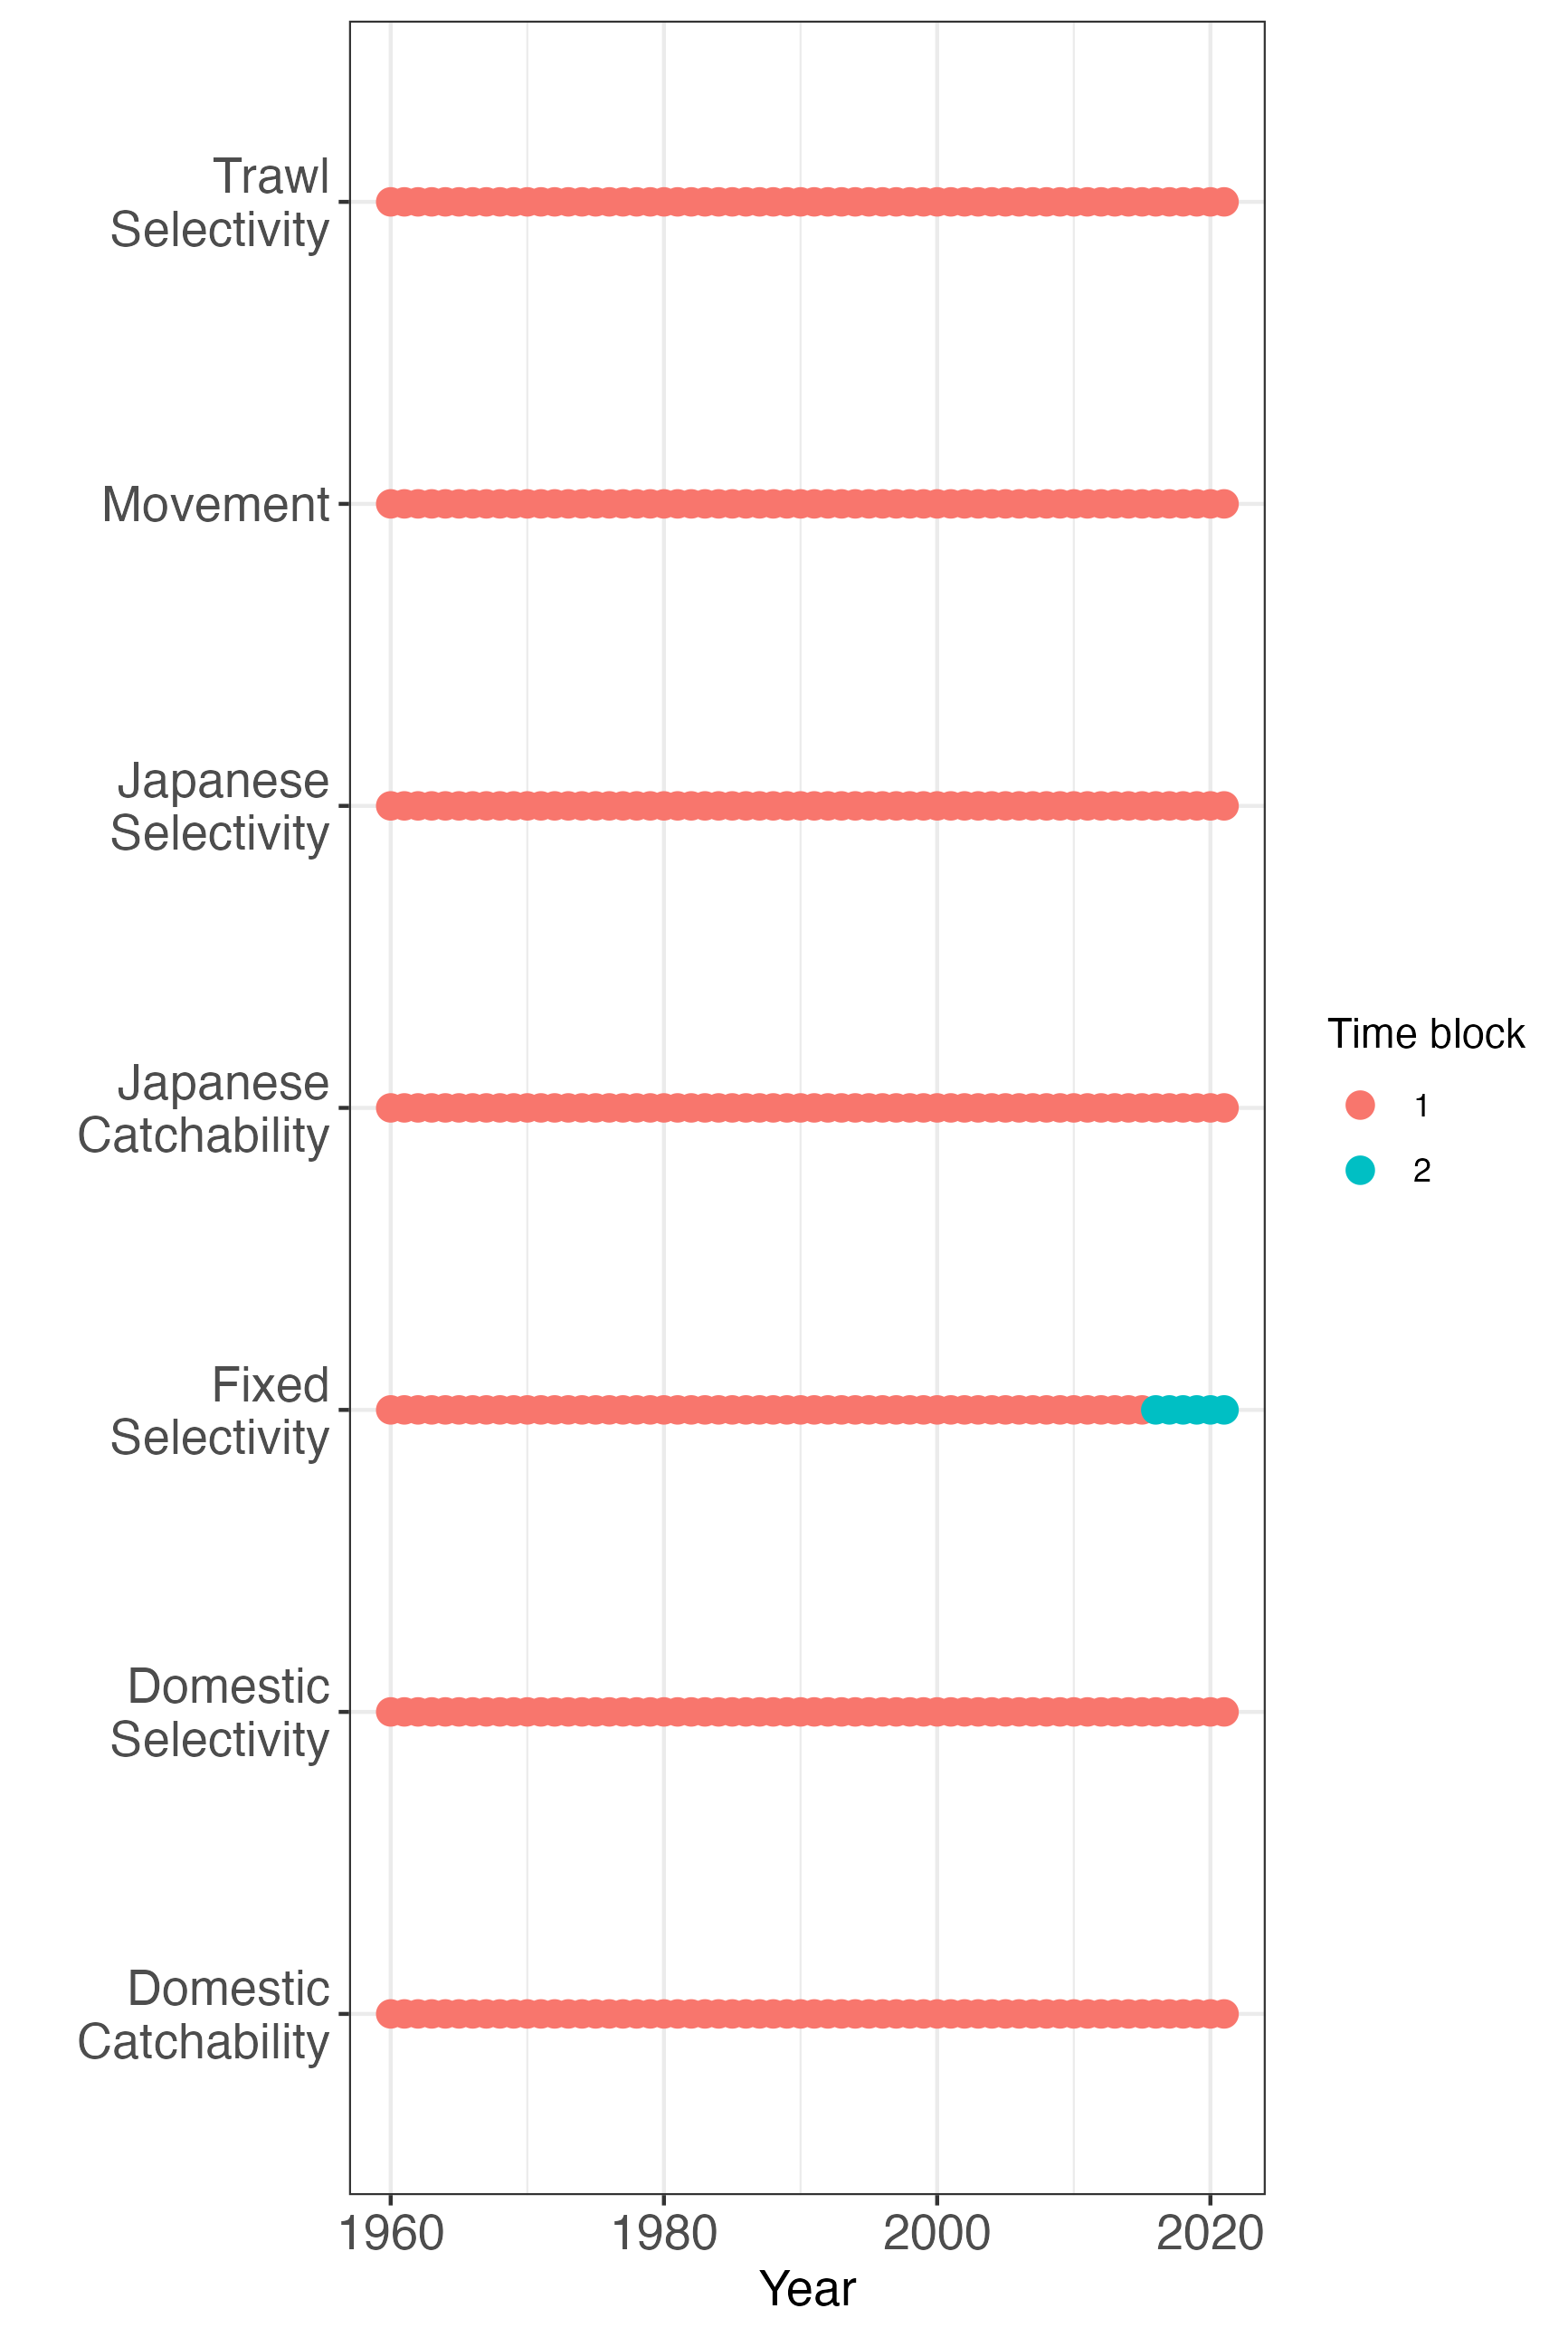 Trawl
Selectivity
Movement
Japanese
Selectivity
Japanese
Catchability
Fixed
Selectivity
Domestic
Selectivity
Domestic
Catchability
1960
1980
2000
2020
Year
Time block
1
2